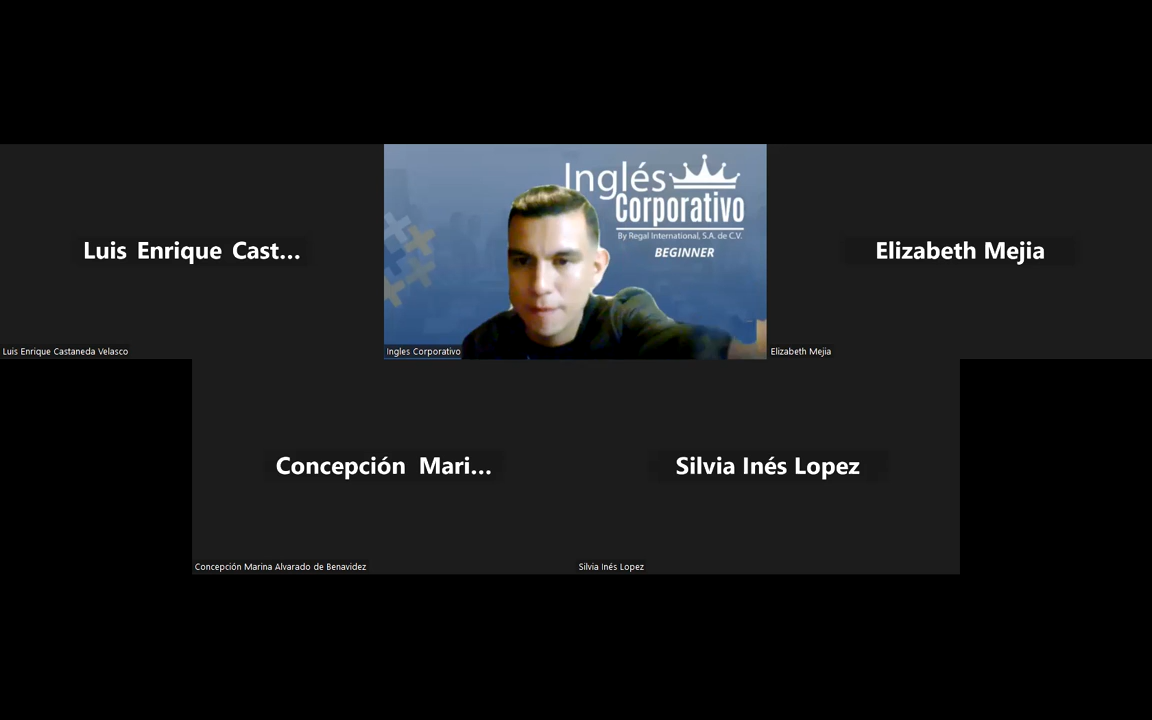 Luis Enrique Cast...
Luis Enrique Castaneda Velasco
Inglés
Corporativo
By Regal International, S.A. de C.V.
BEGINNER
Ingles Corporativo
Elizabeth Mejia
Elizabeth Mejia
Concepción Mari...
Concepción Marina Alvarado de Benavidez
Silvia Inés Lopez
Silvia Inés Lopez